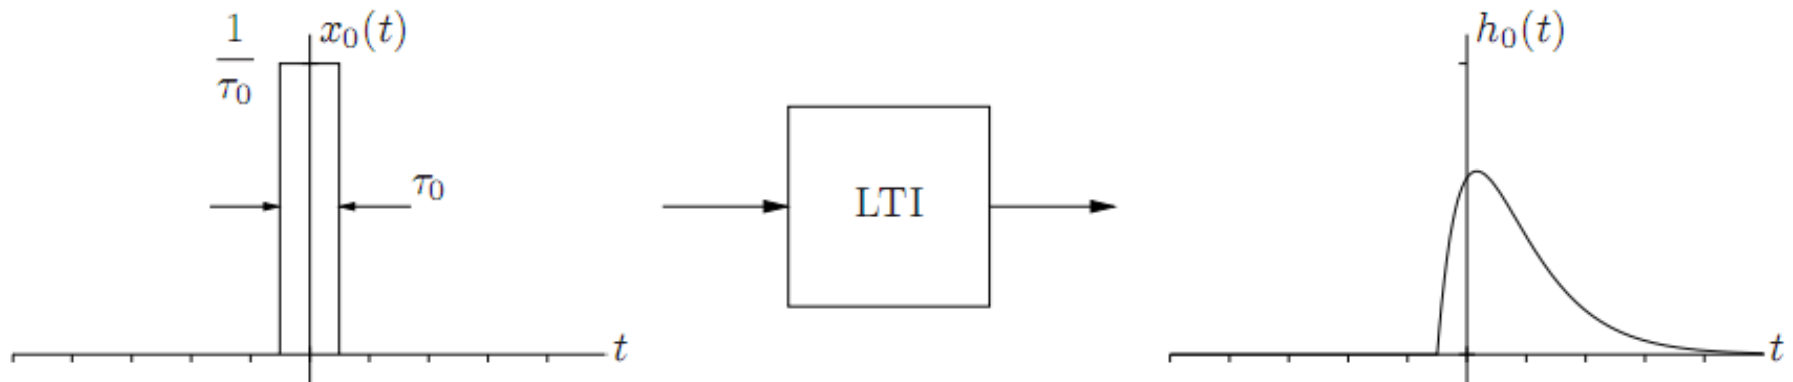 1/τ₀
x₀(t)
τ₀
t
LTI
h₀(t)
t